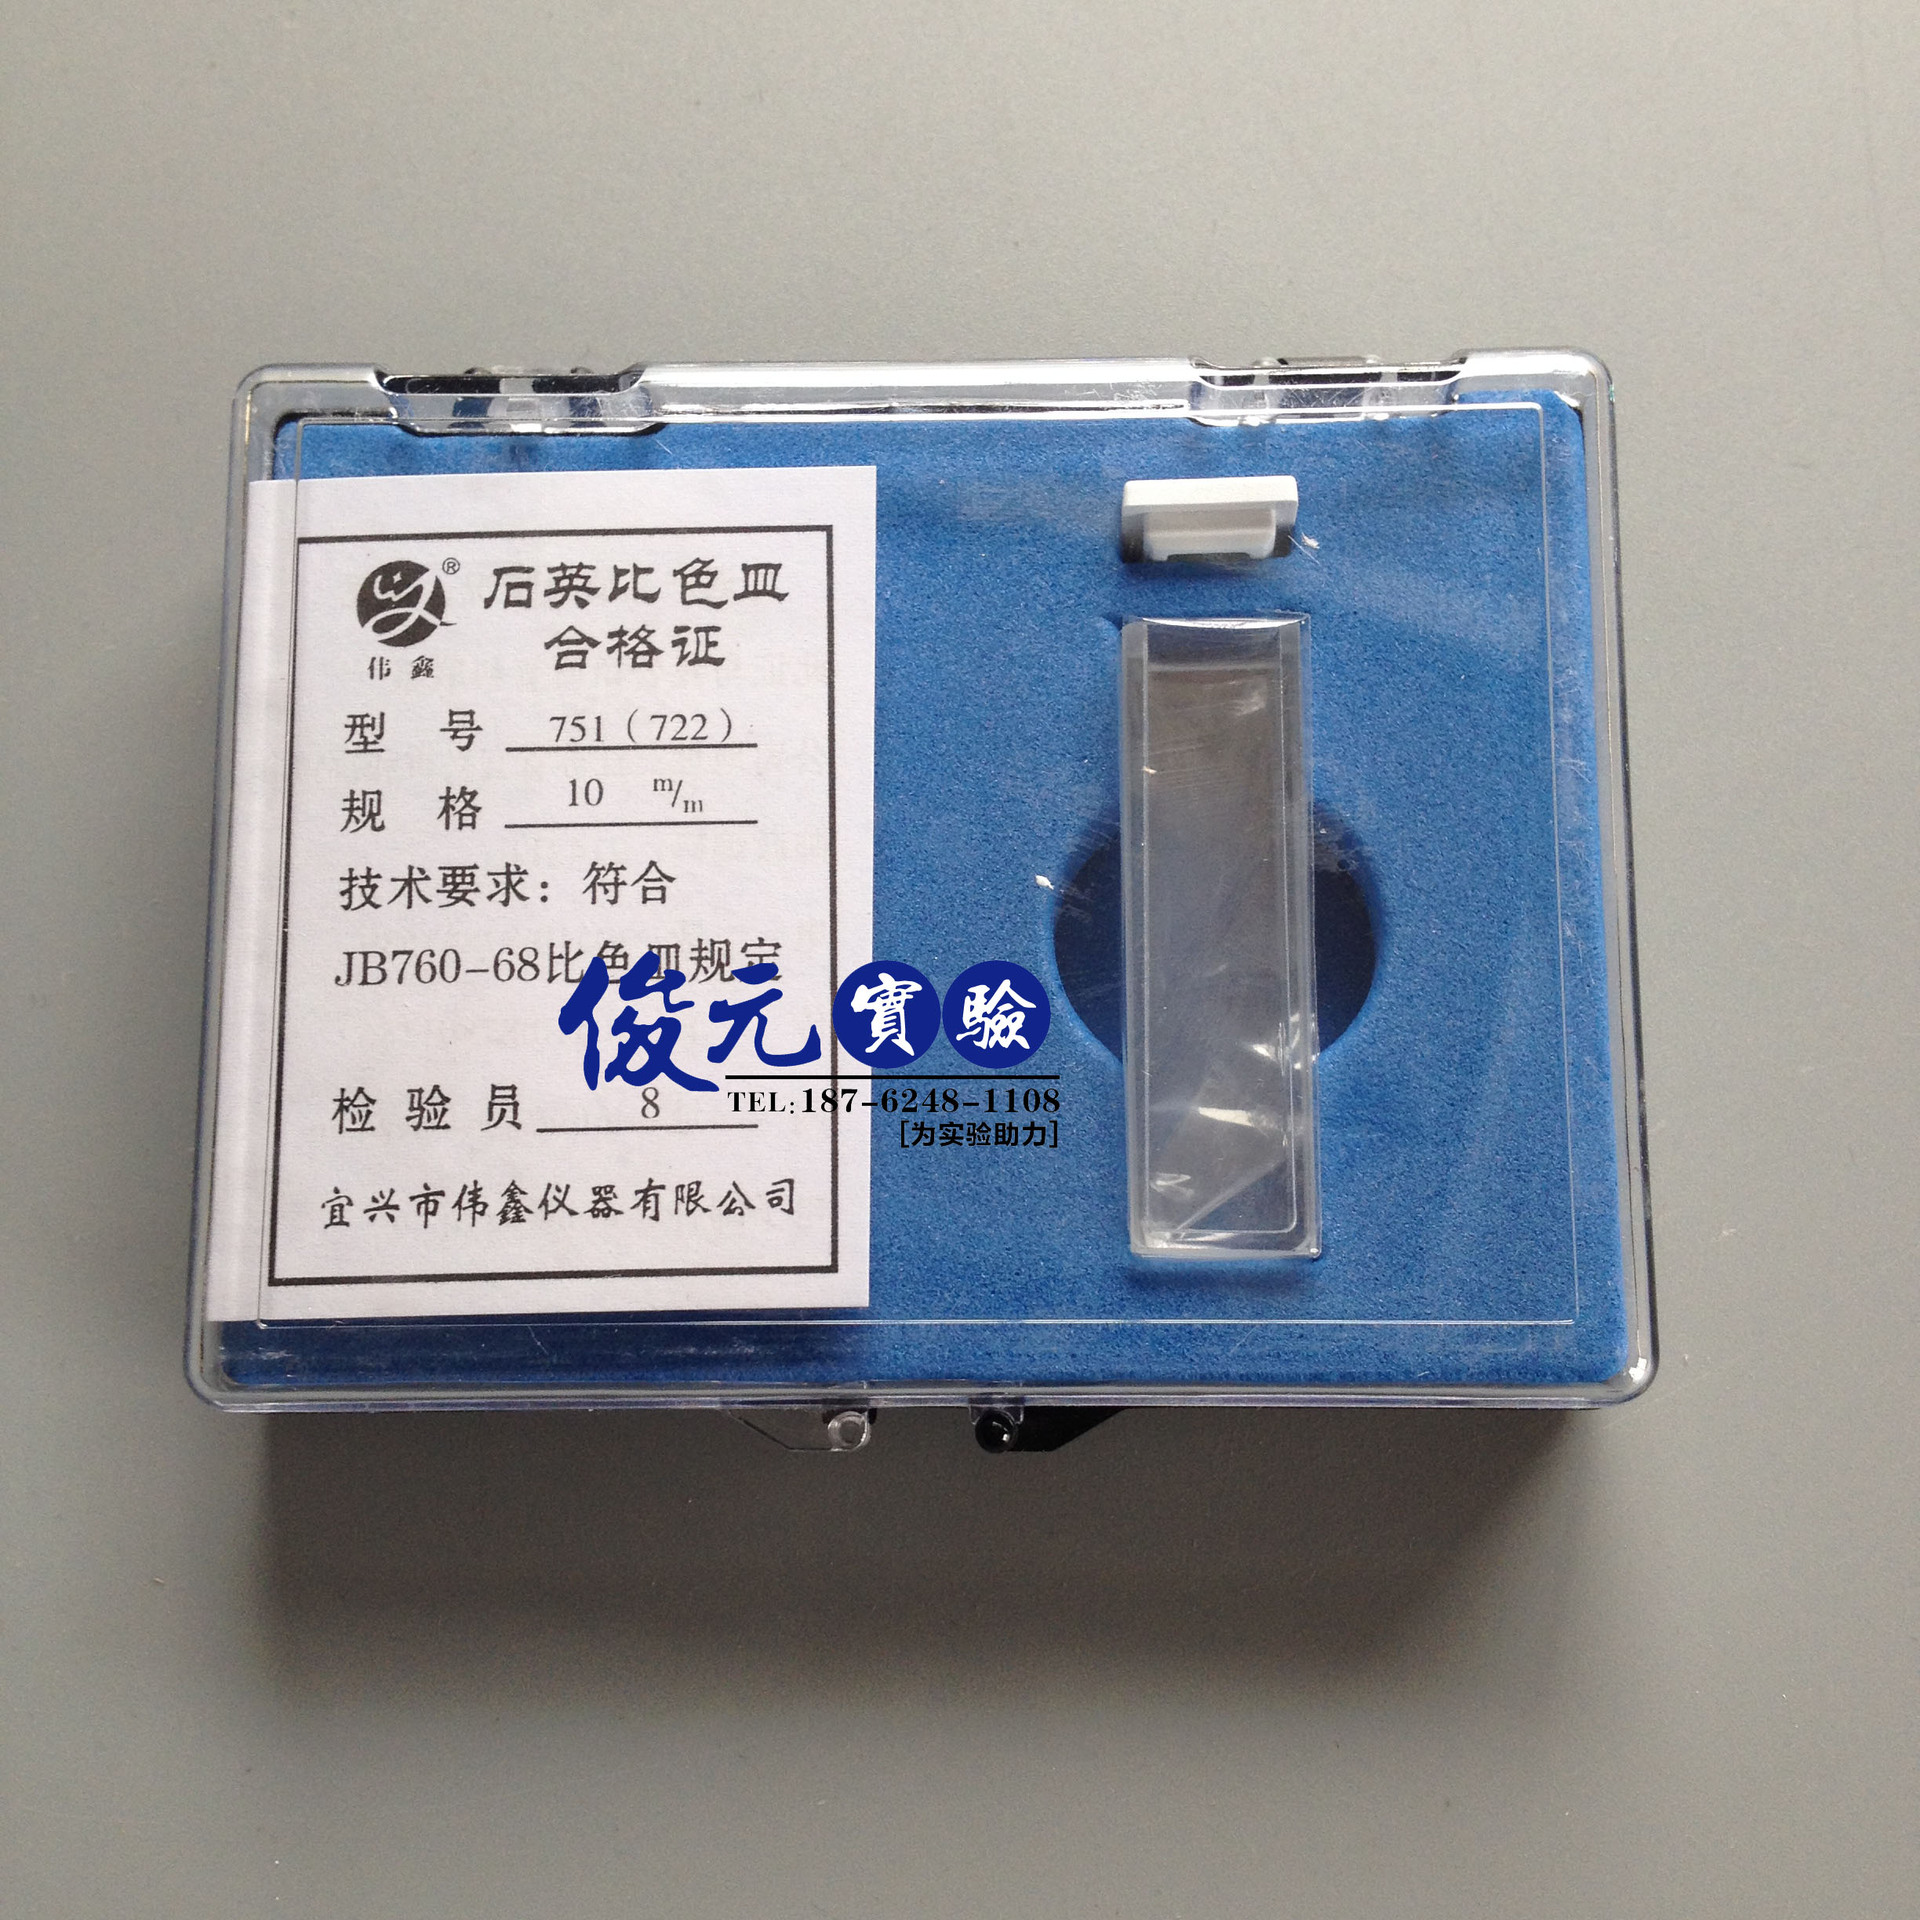 ® 石英比色皿
合格证
伟鑫
型 号 751（722）
规 格 10 m/m
技术要求：符合
JB760-68比色皿规定
俊元實驗
TEL:187-6248-1108
[为实验助力]
检 验 员 8
宜兴市伟鑫仪器有限公司